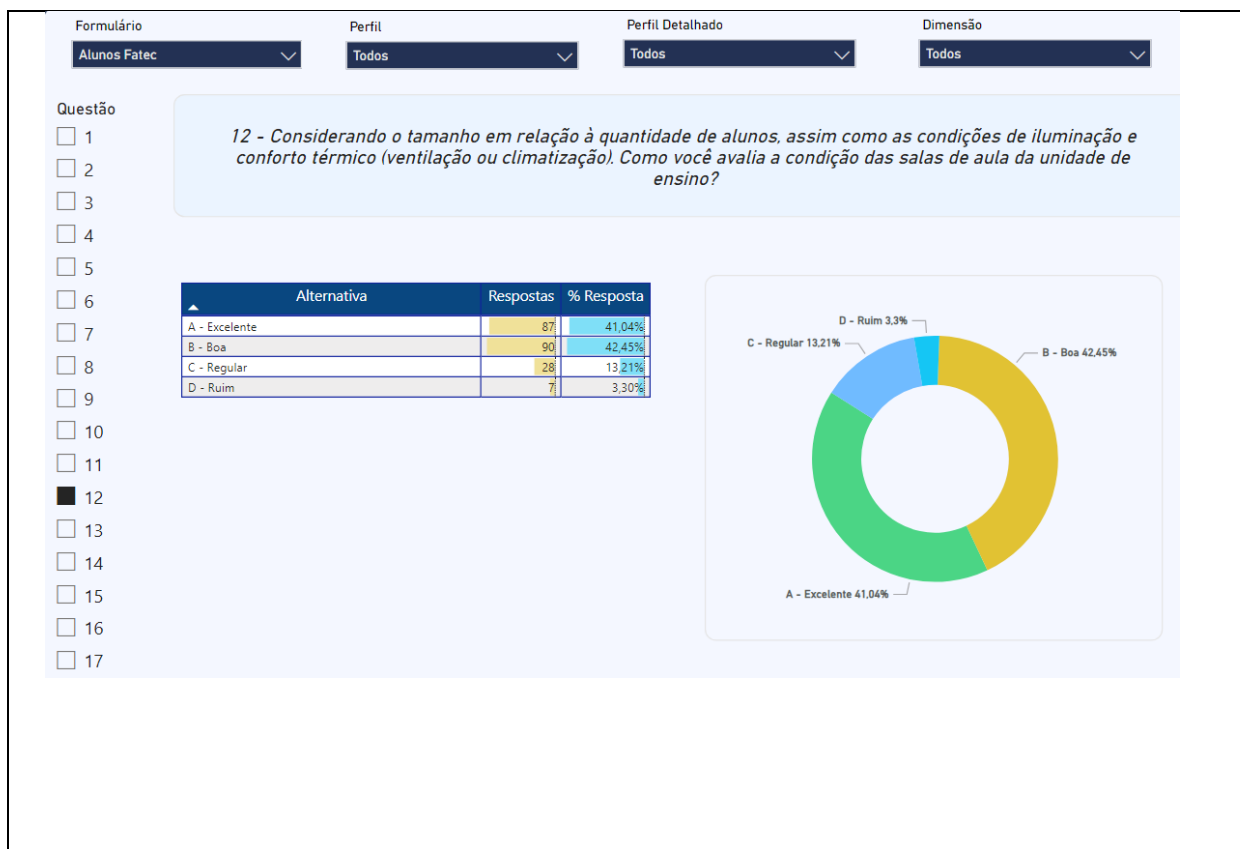 Formulário
Perfil
Perfil Detalhado
Dimensão
Alunos Fatec
Todos
Todos
Todos
Questão
1
2
3
4
5
6
7
8
9
10
11
12
13
14
15
16
17
12 - Considerando o tamanho em relação à quantidade de alunos, assim como as condições de iluminação e
conforto térmico (ventilação ou climatização). Como você avalia a condição das salas de aula da unidade de
ensino?
Alternativa Respostas % Resposta
A - Excelente 87 41,04%
B - Boa 90 42,45%
C - Regular 28 13,21%
D - Ruim 7 3,30%
D - Ruim 3,3%
C - Regular 13,21%
B - Boa 42,45%
A - Excelente 41,04%